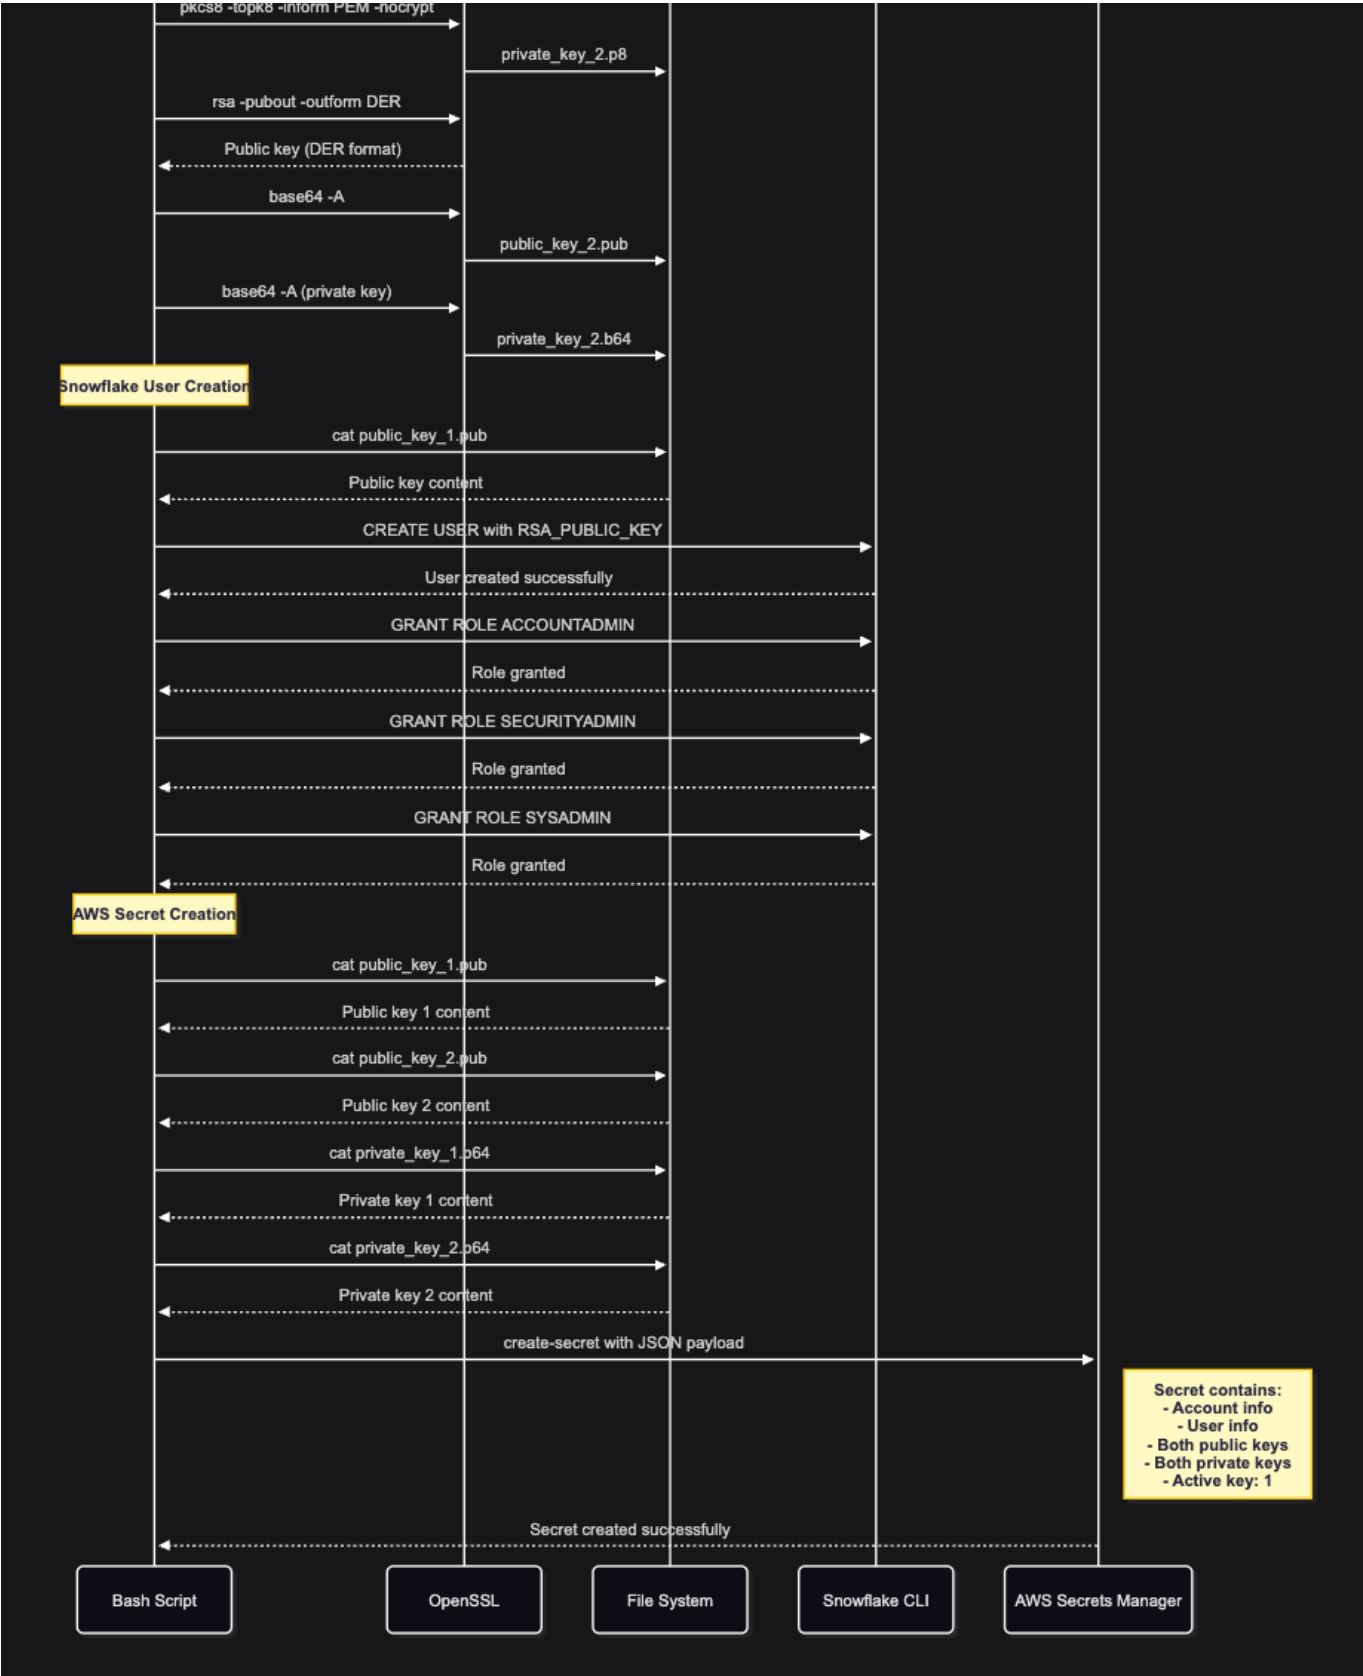 pkcs8 -topk8 -inform PEM -nocrypt
private_key_2.p8
rsa -pubout -outform DER
Public key (DER format)
base64 -A
public_key_2.pub
base64 -A (private key)
private_key_2.b64
Snowflake User Creation
cat public_key_1.pub
Public key content
CREATE USER with RSA_PUBLIC_KEY
User created successfully
GRANT ROLE ACCOUNTADMIN
Role granted
GRANT ROLE SECURITYADMIN
Role granted
GRANT ROLE SYSADMIN
Role granted
AWS Secret Creation
cat public_key_1.pub
Public key 1 content
cat public_key_2.pub
Public key 2 content
cat private_key_1.b64
Private key 1 content
cat private_key_2.b64
Private key 2 content
create-secret with JSON payload
Secret contains:
- Account info
- User info
- Both public keys
- Both private keys
- Active key: 1
Secret created successfully
Bash Script
OpenSSL
File System
Snowflake CLI
AWS Secrets Manager